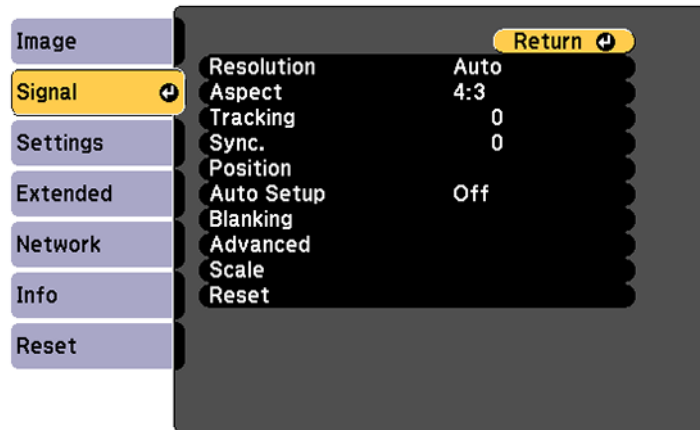 Image
Signal
Settings
Extended
Network
Info
Reset
Return
Resolution Auto
Aspect 4:3
Tracking 0
Sync. 0
Position
Auto Setup Off
Blanking
Advanced
Scale
Reset